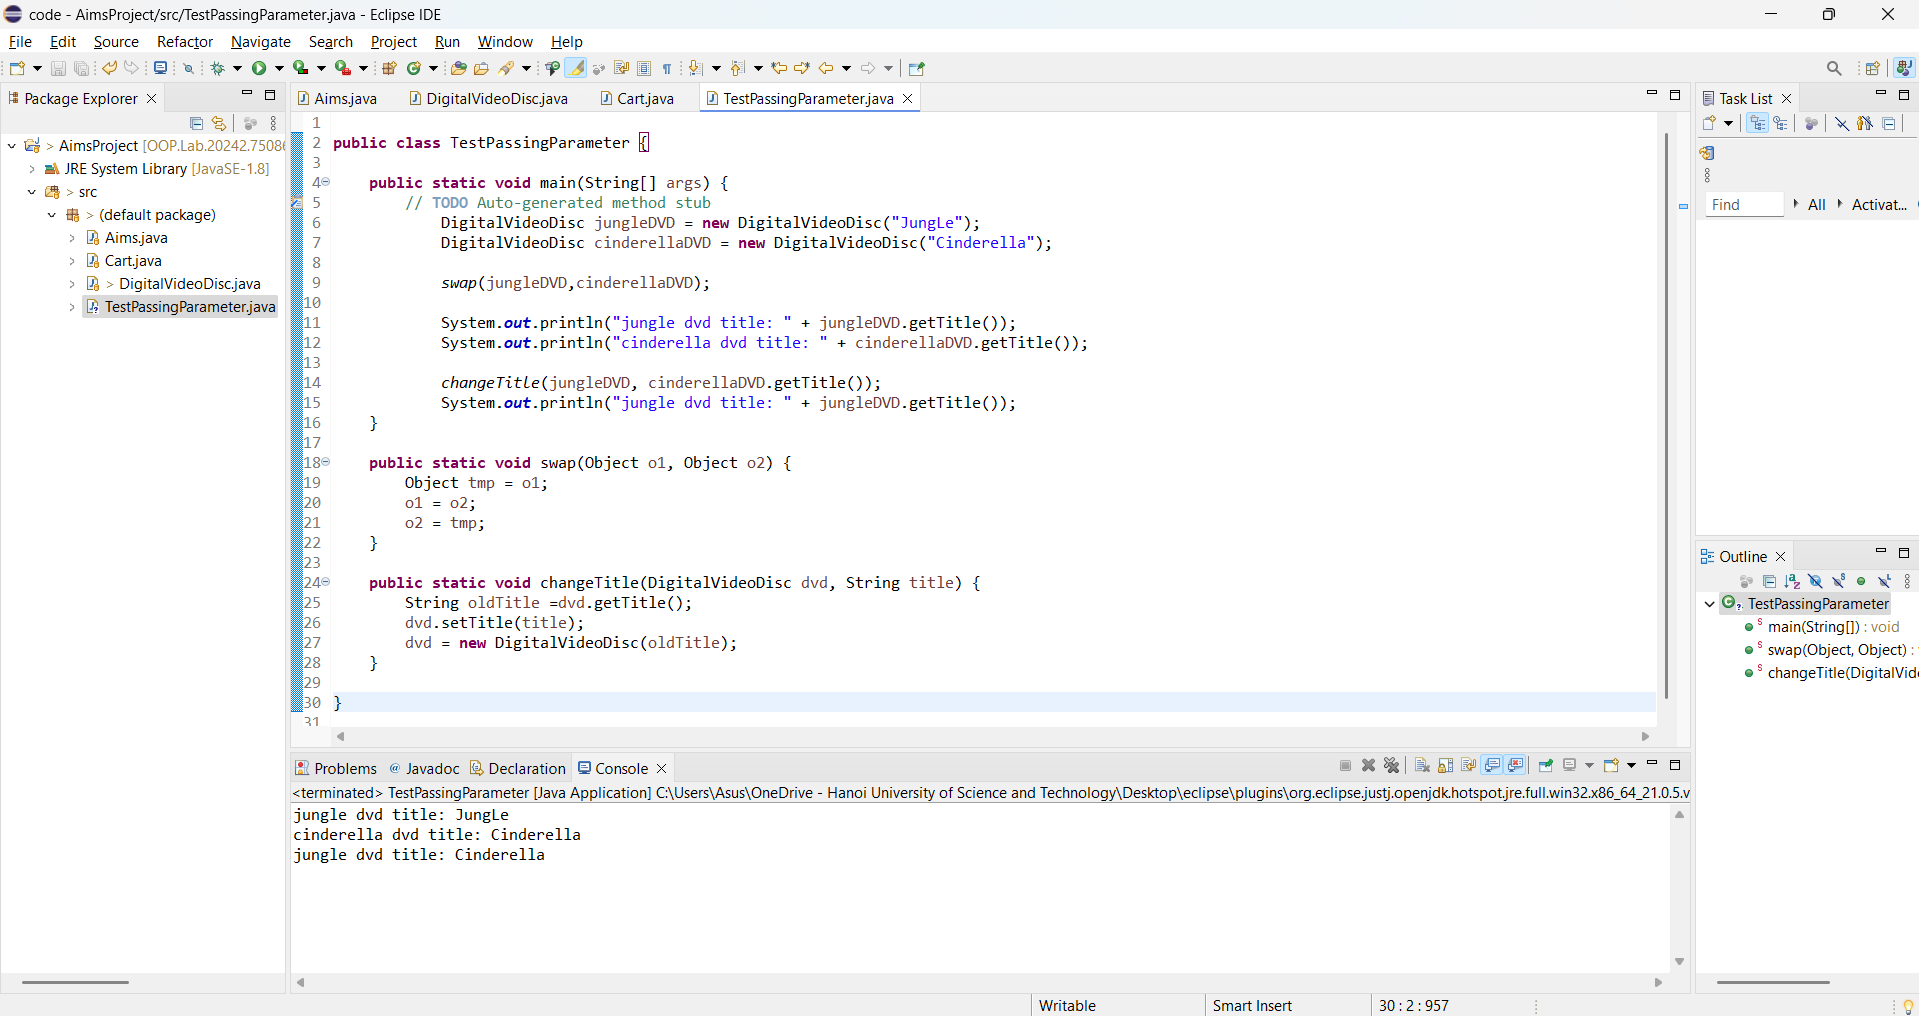 code - AimsProject/src/TestPassingParameter.java - Eclipse IDE
File Edit Source Refactor Navigate Search Project Run Window Help
Package Explorer
> AimsProject [OOP.Lab.20242.7508
JRE System Library [JavaSE-1.8]
> src
> (default package)
Aims.java
Cart.java
> DigitalVideoDisc.java
TestPassingParameter.java
Aims.java DigitalVideoDisc.java Cart.java TestPassingParameter.java
1
2 public class TestPassingParameter {
3
4 public static void main(String[] args) {
5 // TODO Auto-generated method stub
6 DigitalVideoDisc jungleDVD = new DigitalVideoDisc("JungLe");
7 DigitalVideoDisc cinderellaDVD = new DigitalVideoDisc("Cinderella");
8
9 swap(jungleDVD,cinderellaDVD);
10
11 System.out.println("jungle dvd title: " + jungleDVD.getTitle());
12 System.out.println("cinderella dvd title: " + cinderellaDVD.getTitle());
13
14 changeTitle(jungleDVD, cinderellaDVD.getTitle());
15 System.out.println("jungle dvd title: " + jungleDVD.getTitle());
16 }
17
18 public static void swap(Object o1, Object o2) {
19 Object tmp = o1;
20 o1 = o2;
21 o2 = tmp;
22 }
23
24 public static void changeTitle(DigitalVideoDisc dvd, String title) {
25 String oldTitle =dvd.getTitle();
26 dvd.setTitle(title);
27 dvd = new DigitalVideoDisc(oldTitle);
28 }
29
30 }
31
Problems @ Javadoc Declaration Console
<terminated> TestPassingParameter [Java Application] C:\Users\Asus\OneDrive - Hanoi University of Science and Technology\Desktop\eclipse\plugins\org.eclipse.justj.openjdk.hotspot.jre.full.win32.x86_64_21.0.5.v
jungle dvd title: JungLe
cinderella dvd title: Cinderella
jungle dvd title: Cinderella
Task List
Find All Activat...
Outline
TestPassingParameter
main(String[]) : void
swap(Object, Object) :
changeTitle(DigitalVid
Writable Smart Insert 30 : 2 : 957